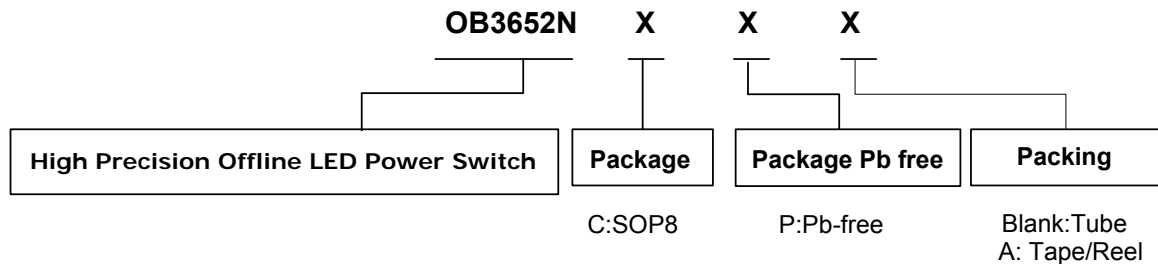 OB3652N X X X
High Precision Offline LED Power Switch
Package
Package Pb free
Packing
C:SOP8
P:Pb-free
Blank:Tube
A: Tape/Reel